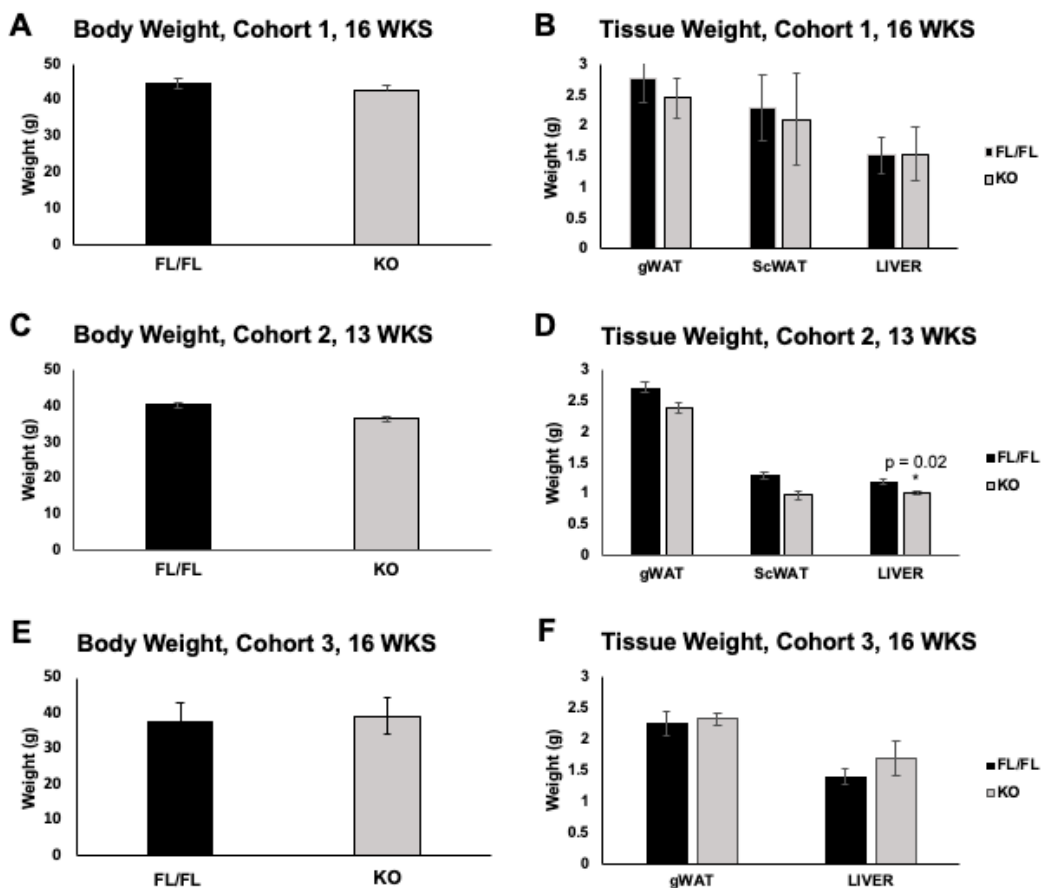 A
Body Weight, Cohort 1, 16 WKS
50
40
30
20
10
0
Weight (g)
FL/FL
KO
B
Tissue Weight, Cohort 1, 16 WKS
3
2.5
2
1.5
1
0.5
0
Weight (g)
gWAT
ScWAT
LIVER
FL/FL
KO
C
Body Weight, Cohort 2, 13 WKS
50
40
30
20
10
0
Weight (g)
FL/FL
KO
D
Tissue Weight, Cohort 2, 13 WKS
3
2.5
2
1.5
1
0.5
0
Weight (g)
p = 0.02
*
gWAT
ScWAT
LIVER
FL/FL
KO
E
Body Weight, Cohort 3, 16 WKS
50
40
30
20
10
0
Weight (g)
FL/FL
KO
F
Tissue Weight, Cohort 3, 16 WKS
3
2.5
2
1.5
1
0.5
0
Weight (g)
gWAT
LIVER
FL/FL
KO